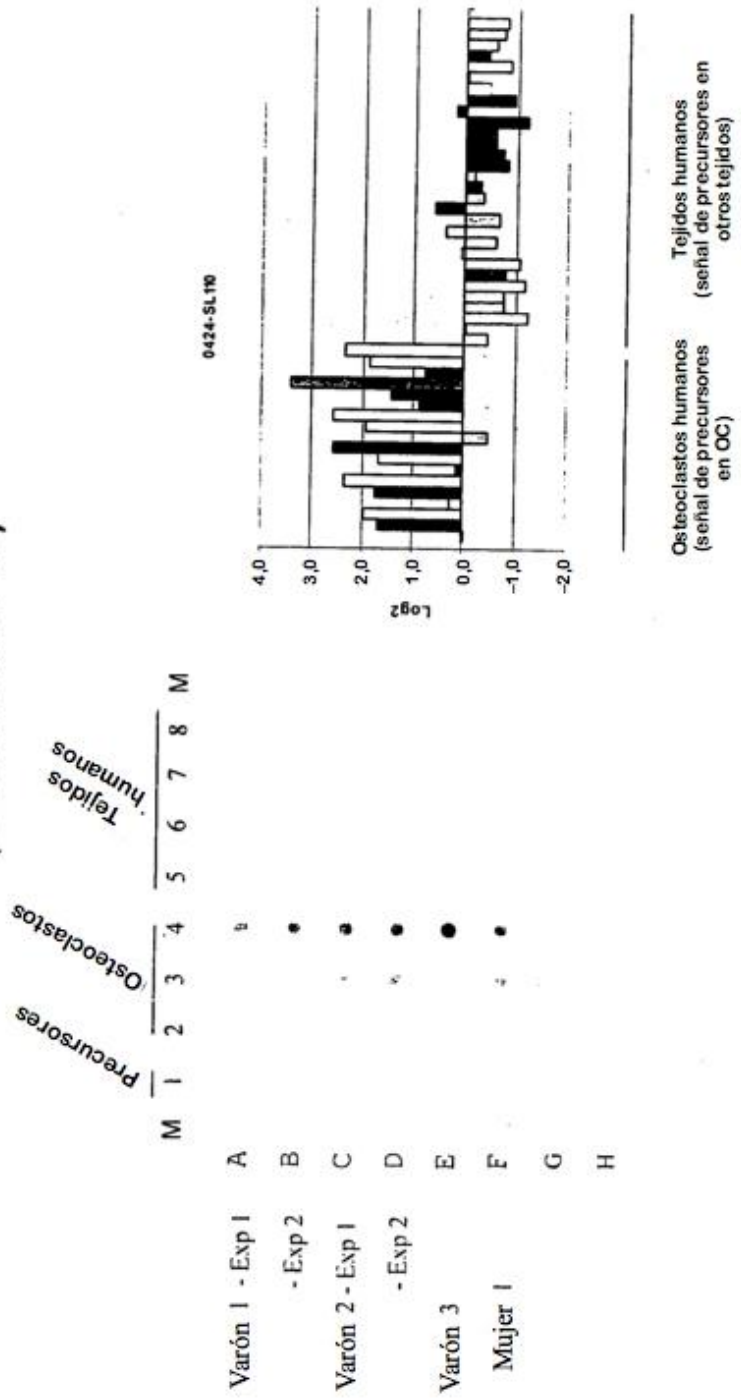 Precursores
Osteoclastos
Tejidos
humanos
M 1 2 3 4 5 6 7 8 M
Varón 1 - Exp 1 A
- Exp 2 B
Varón 2 - Exp 1 C
- Exp 2 D
Varón 3 E
Mujer 1 F
G
H
0424-SL110
Log2
4,0
3,0
2,0
1,0
0,0
-1,0
-2,0
Osteoclastos humanos
(señal de precursores
en OC)
Tejidos humanos
(señal de precursores en
otros tejidos)